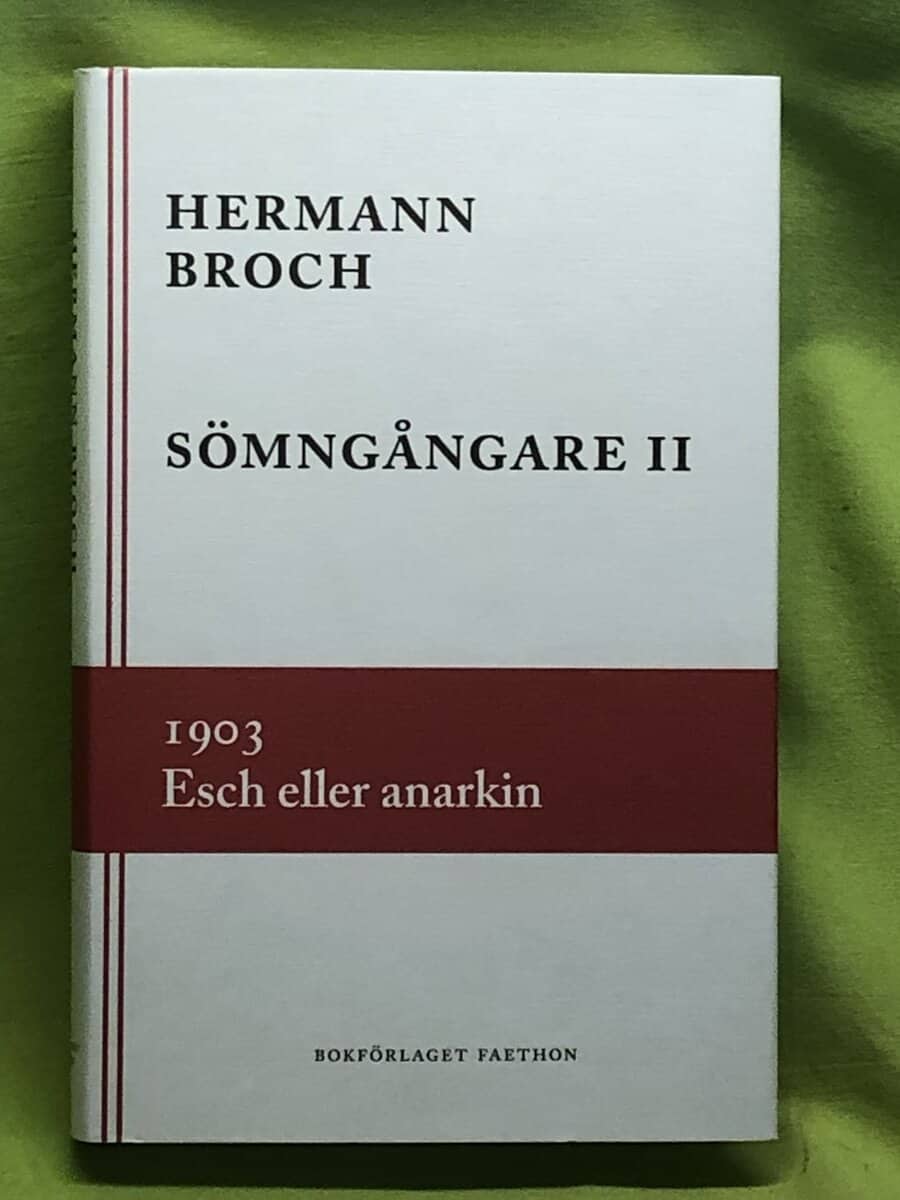 HERMANN
BROCH
SÖMNGÅNGARE II
1903
Esch eller anarkin
BOKFÖRLAGET FAETHON